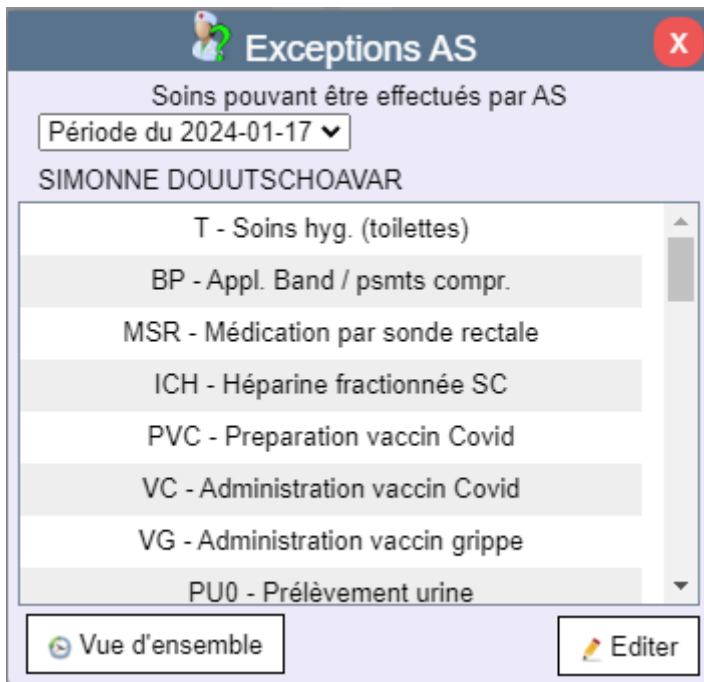 Exceptions AS
X
Soins pouvant être effectués par AS
Période du 2024-01-17
SIMONNE DOUUTSCHOAVAR
T - Soins hyg. (toilettes)
BP - Appl. Band / psmts compr.
MSR - Médication par sonde rectale
ICH - Héparine fractionnée SC
PVC - Preparation vaccin Covid
VC - Administration vaccin Covid
VG - Administration vaccin grippe
PU0 - Prélèvement urine
Vue d'ensemble
Editer